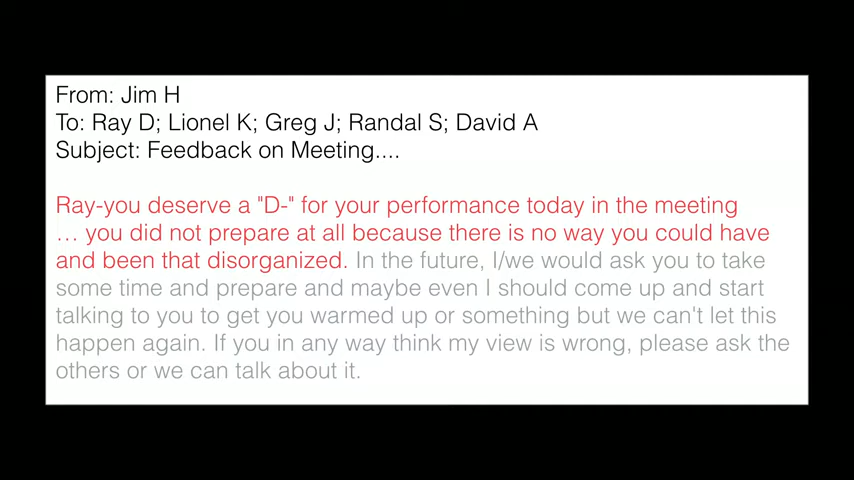 From: Jim H
To: Ray D; Lionel K; Greg J; Randal S; David A
Subject: Feedback on Meeting....
Ray-you deserve a "D-" for your performance today in the meeting
… you did not prepare at all because there is no way you could have
and been that disorganized. In the future, I/we would ask you to take
some time and prepare and maybe even I should come up and start
talking to you to get you warmed up or something but we can't let this
happen again. If you in any way think my view is wrong, please ask the
others or we can talk about it.